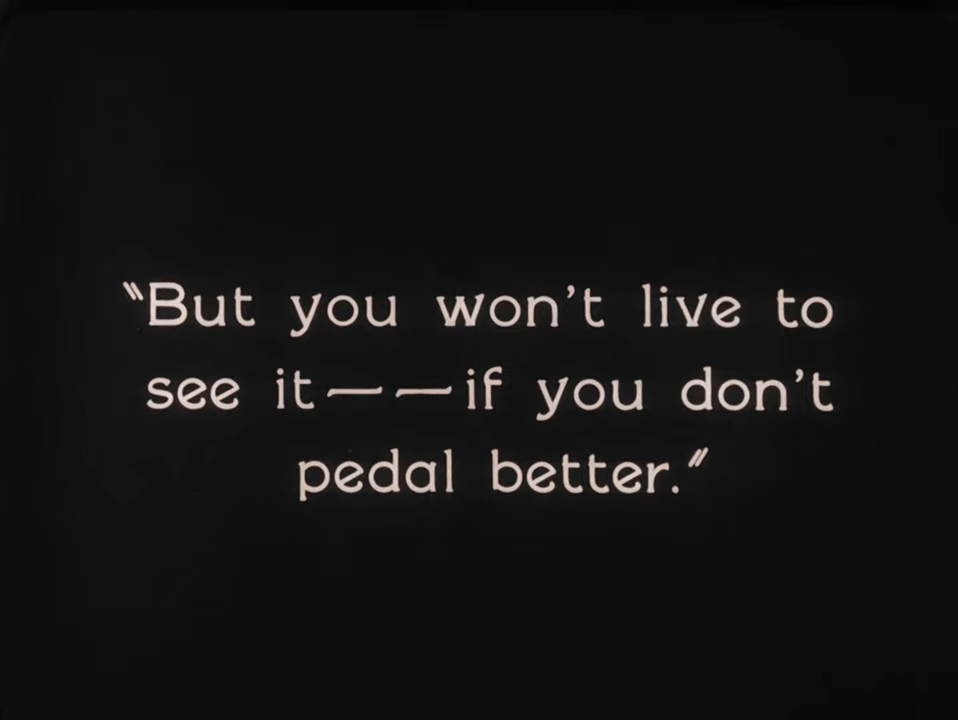 "But you won't live to
see it——if you don't
pedal better."